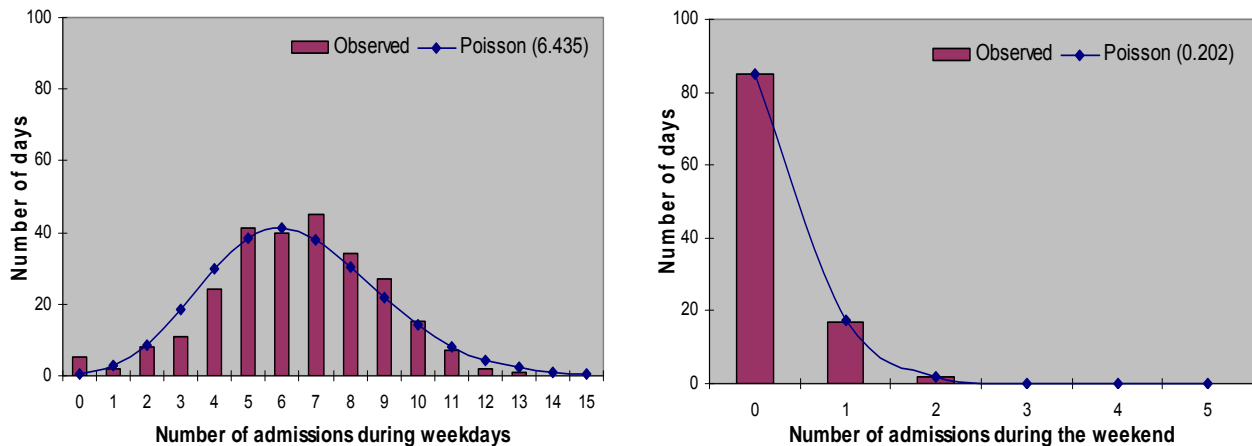 Observed Poisson (6.435)
Number of days
100
80
60
40
20
0
0 1 2 3 4 5 6 7 8 9 10 11 12 13 14 15
Number of admissions during weekdays
Observed Poisson (0.202)
Number of days
100
80
60
40
20
0
0 1 2 3 4 5
Number of admissions during the weekend